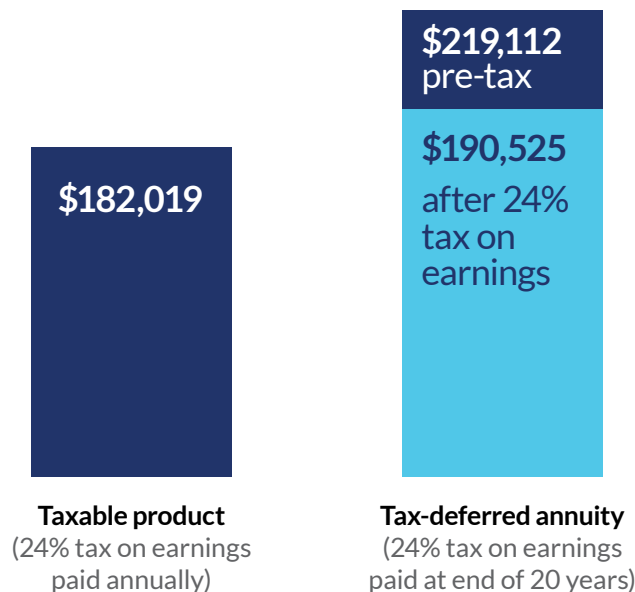 $182,019
Taxable product
(24% tax on earnings
paid annually)
$219,112
pre-tax
$190,525
after 24%
tax on
earnings
Tax-deferred annuity
(24% tax on earnings
paid at end of 20 years)